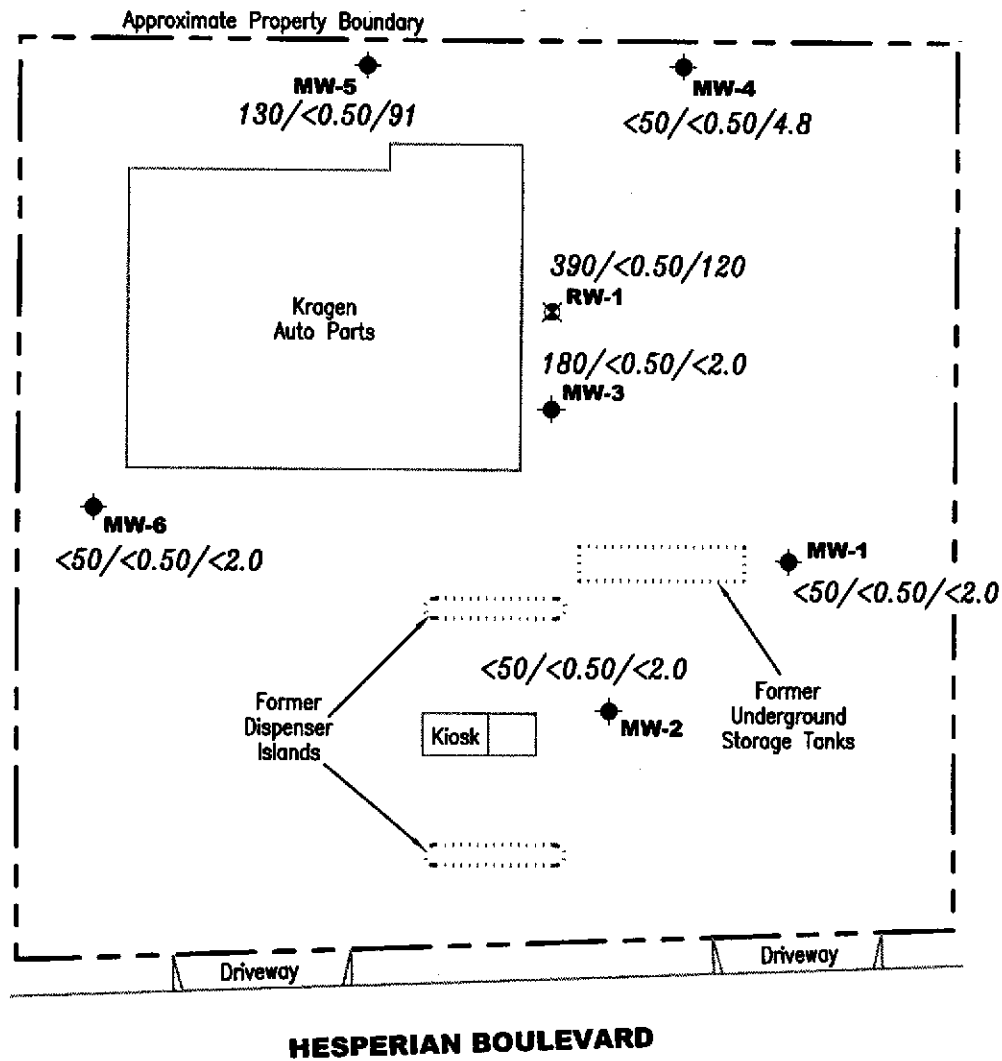 Approximate Property Boundary
MW-5
130/<0.50/91
MW-4
<50/<0.50/4.8
390/<0.50/120
RW-1
Kragen
Auto Parts
180/<0.50/<2.0
MW-3
MW-6
<50/<0.50/<2.0
MW-1
<50/<0.50/<2.0
<50/<0.50/<2.0
MW-2
Former
Dispenser
Islands
Kiosk
Former
Underground
Storage Tanks
Driveway
Driveway
HESPERIAN BOULEVARD